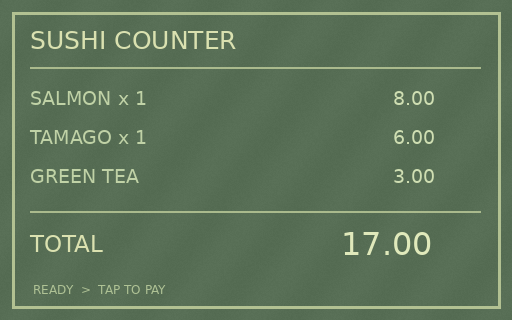 SUSHI COUNTER
SALMON x 1 8.00
TAMAGO x 1 6.00
GREEN TEA 3.00
TOTAL 17.00
READY > TAP TO PAY